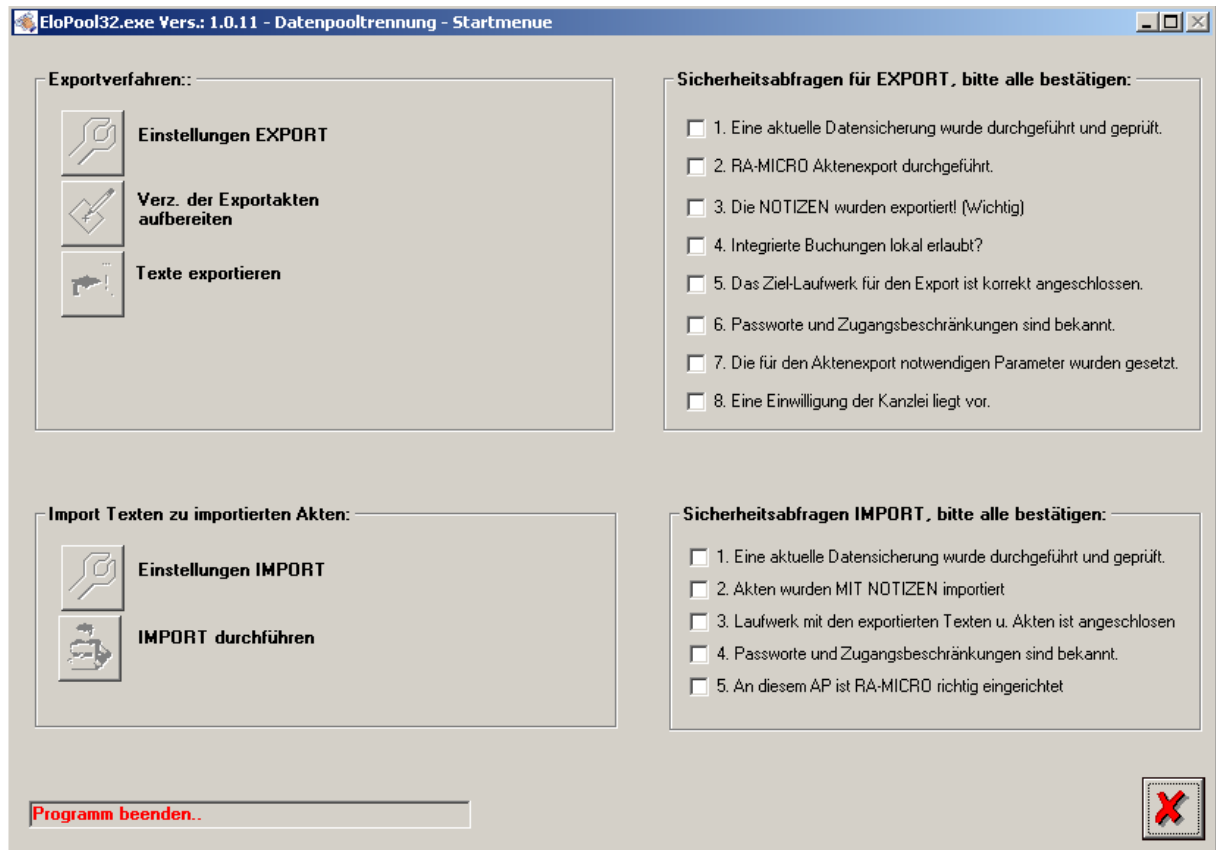 EloPool32.exe Vers.: 1.0.11 - Datenpooltrennung - Startmenue
Exportverfahren::
Einstellungen EXPORT
Verz. der Exportakten
aufbereiten
Texte exportieren
Sicherheitsabfragen für EXPORT, bitte alle bestätigen:
1. Eine aktuelle Datensicherung wurde durchgeführt und geprüft.
2. RA-MICRO Aktenexport durchgeführt.
3. Die NOTIZEN wurden exportiert! (Wichtig)
4. Integrierte Buchungen lokal erlaubt?
5. Das Ziel-Laufwerk für den Export ist korrekt angeschlossen.
6. Passworte und Zugangsbeschränkungen sind bekannt.
7. Die für den Aktenexport notwendigen Parameter wurden gesetzt.
8. Eine Einwilligung der Kanzlei liegt vor.
Import Texten zu importierten Akten:
Einstellungen IMPORT
IMPORT durchführen
Sicherheitsabfragen IMPORT, bitte alle bestätigen:
1. Eine aktuelle Datensicherung wurde durchgeführt und geprüft.
2. Akten wurden MIT NOTIZEN importiert
3. Laufwerk mit den exportierten Texten u. Akten ist angeschlosen
4. Passworte und Zugangsbeschränkungen sind bekannt.
5. An diesem AP ist RA-MICRO richtig eingerichtet
Programm beenden..